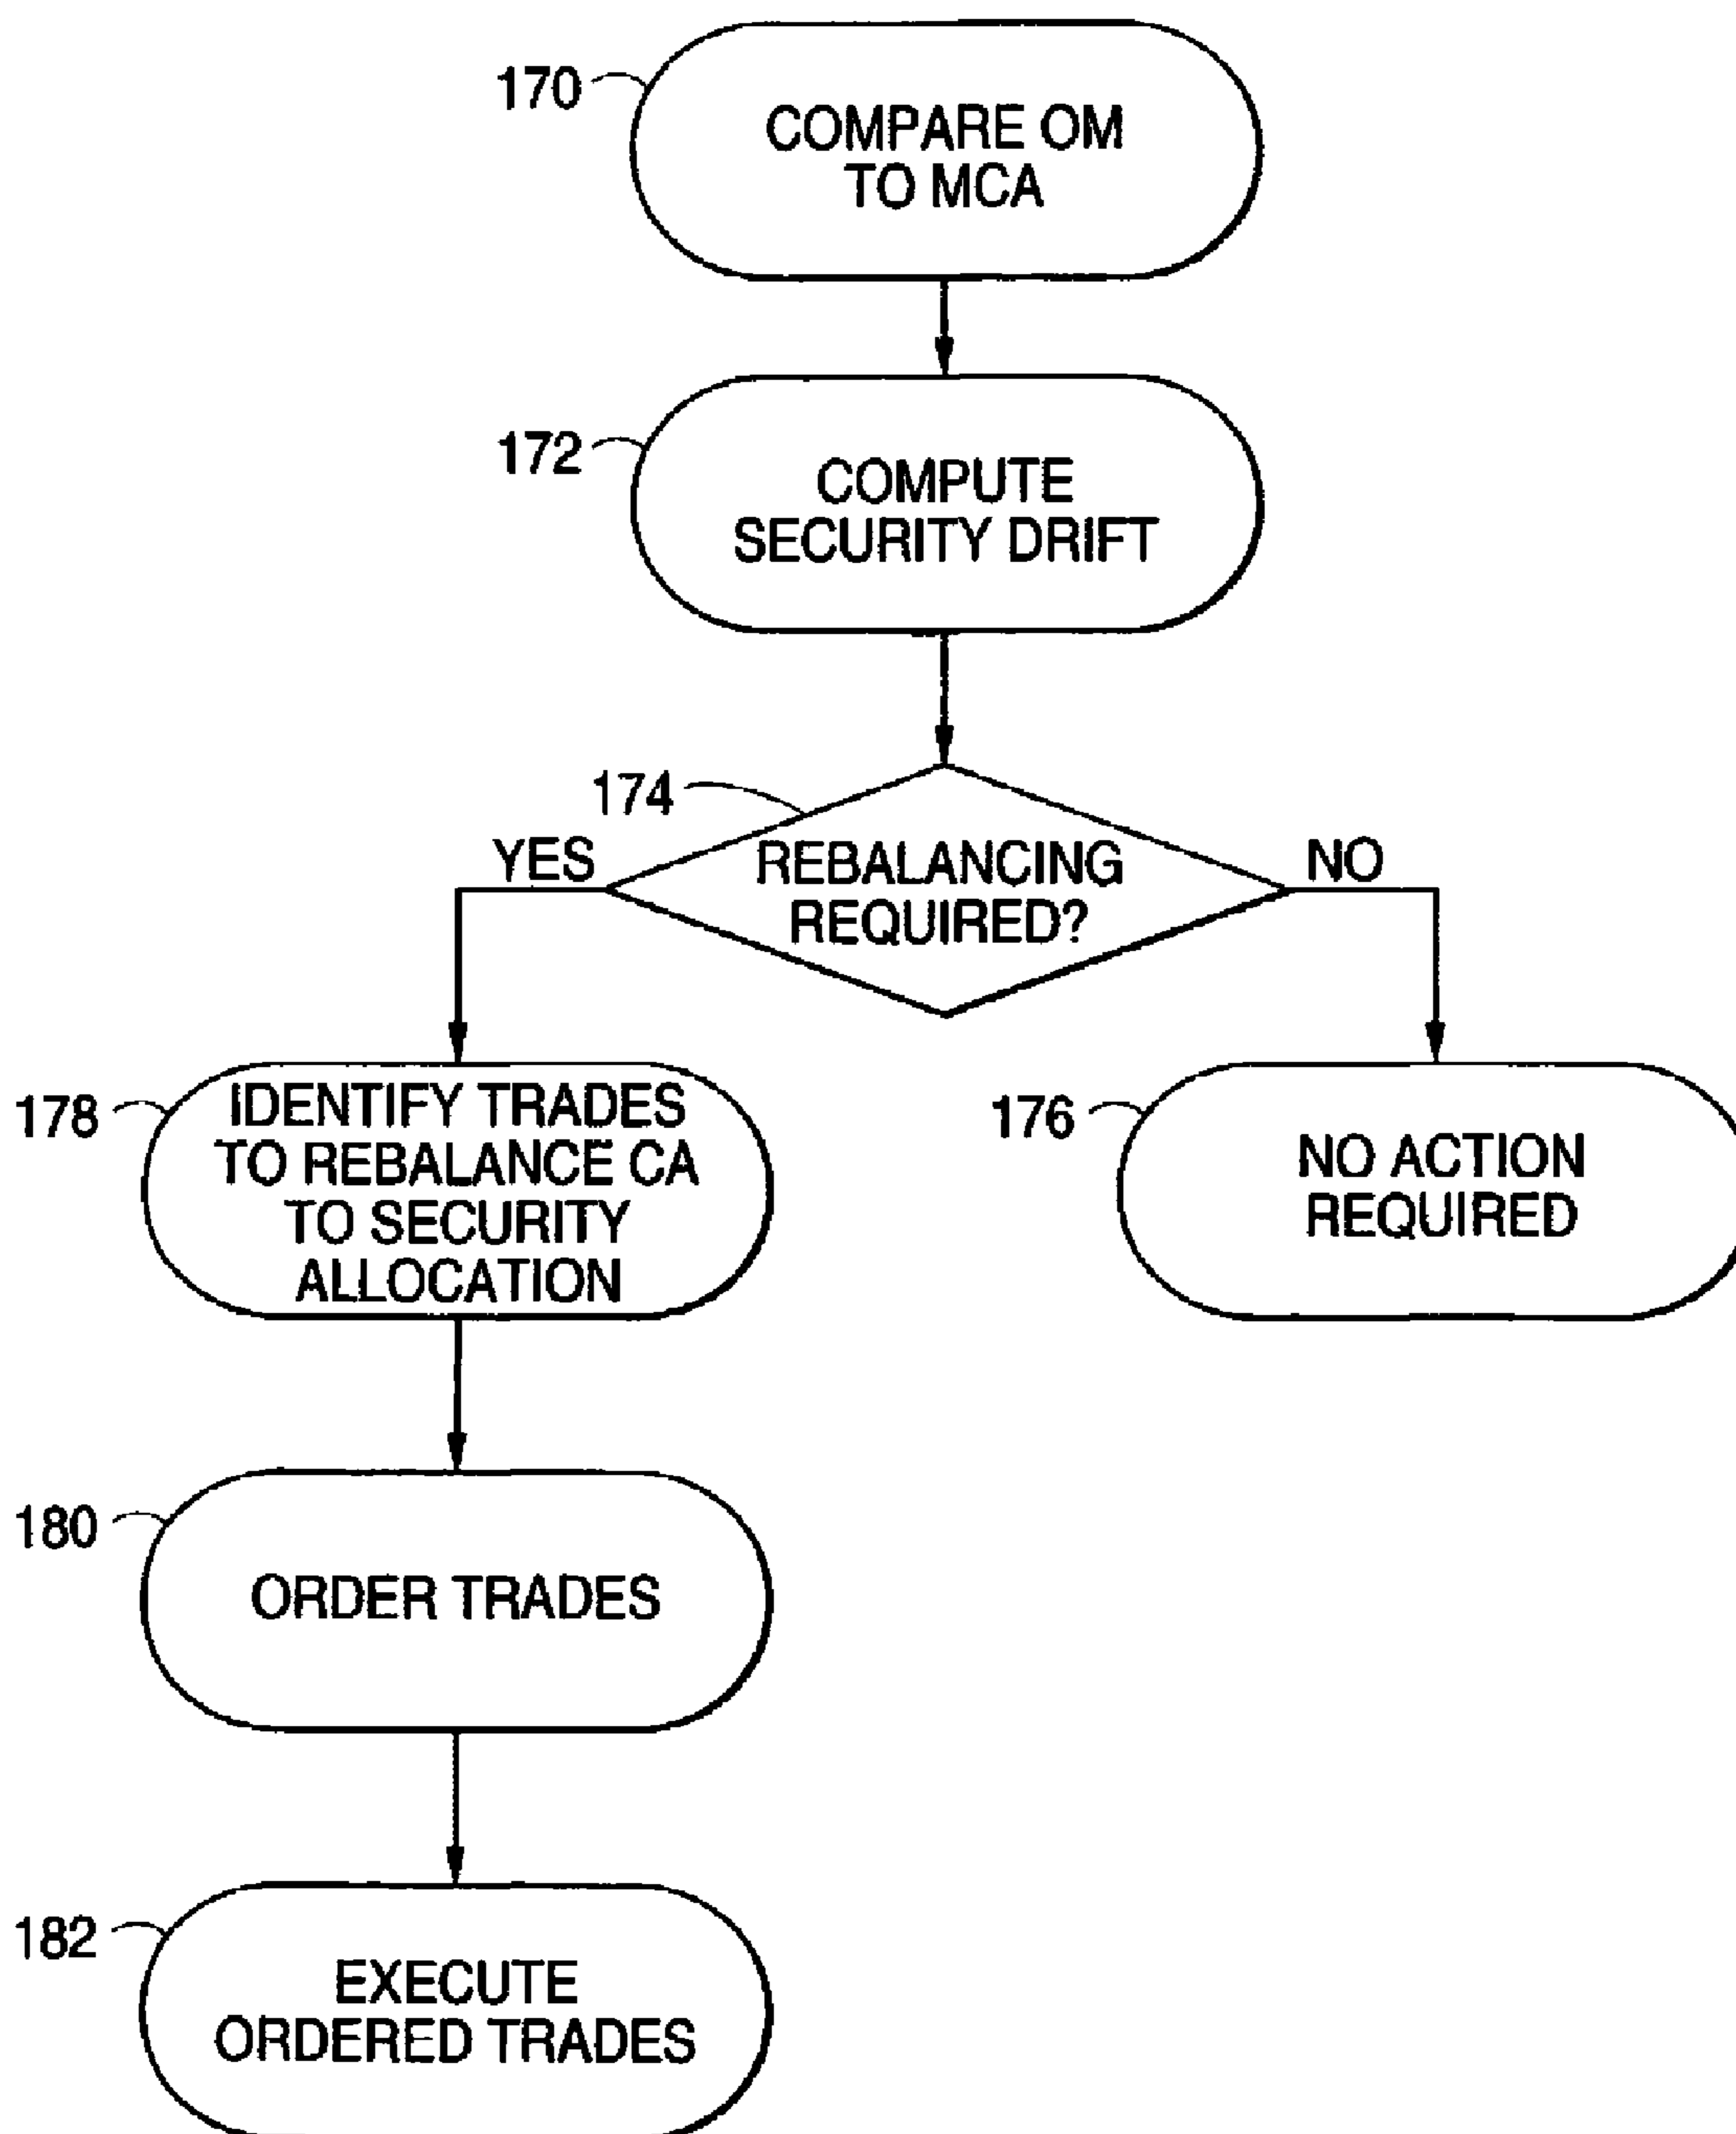 170
COMPARE OM
TO MCA
172
COMPUTE
SECURITY DRIFT
174
YES
REBALANCING
REQUIRED?
NO
178
IDENTIFY TRADES
TO REBALANCE CA
TO SECURITY
ALLOCATION
176
NO ACTION
REQUIRED
180
ORDER TRADES
182
EXECUTE
ORDERED TRADES